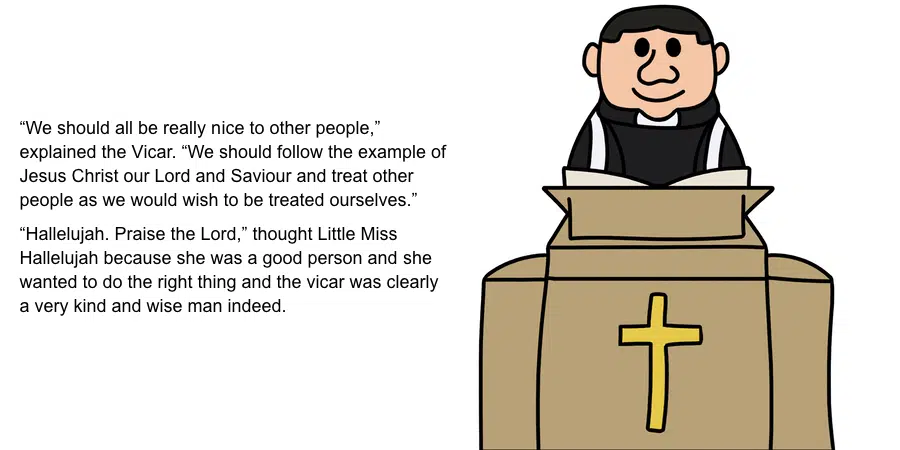 “We should all be really nice to other people,”
explained the Vicar. “We should follow the example of
Jesus Christ our Lord and Saviour and treat other
people as we would wish to be treated ourselves.”
“Hallelujah. Praise the Lord,” thought Little Miss
Hallelujah because she was a good person and she
wanted to do the right thing and the vicar was clearly
a very kind and wise man indeed.